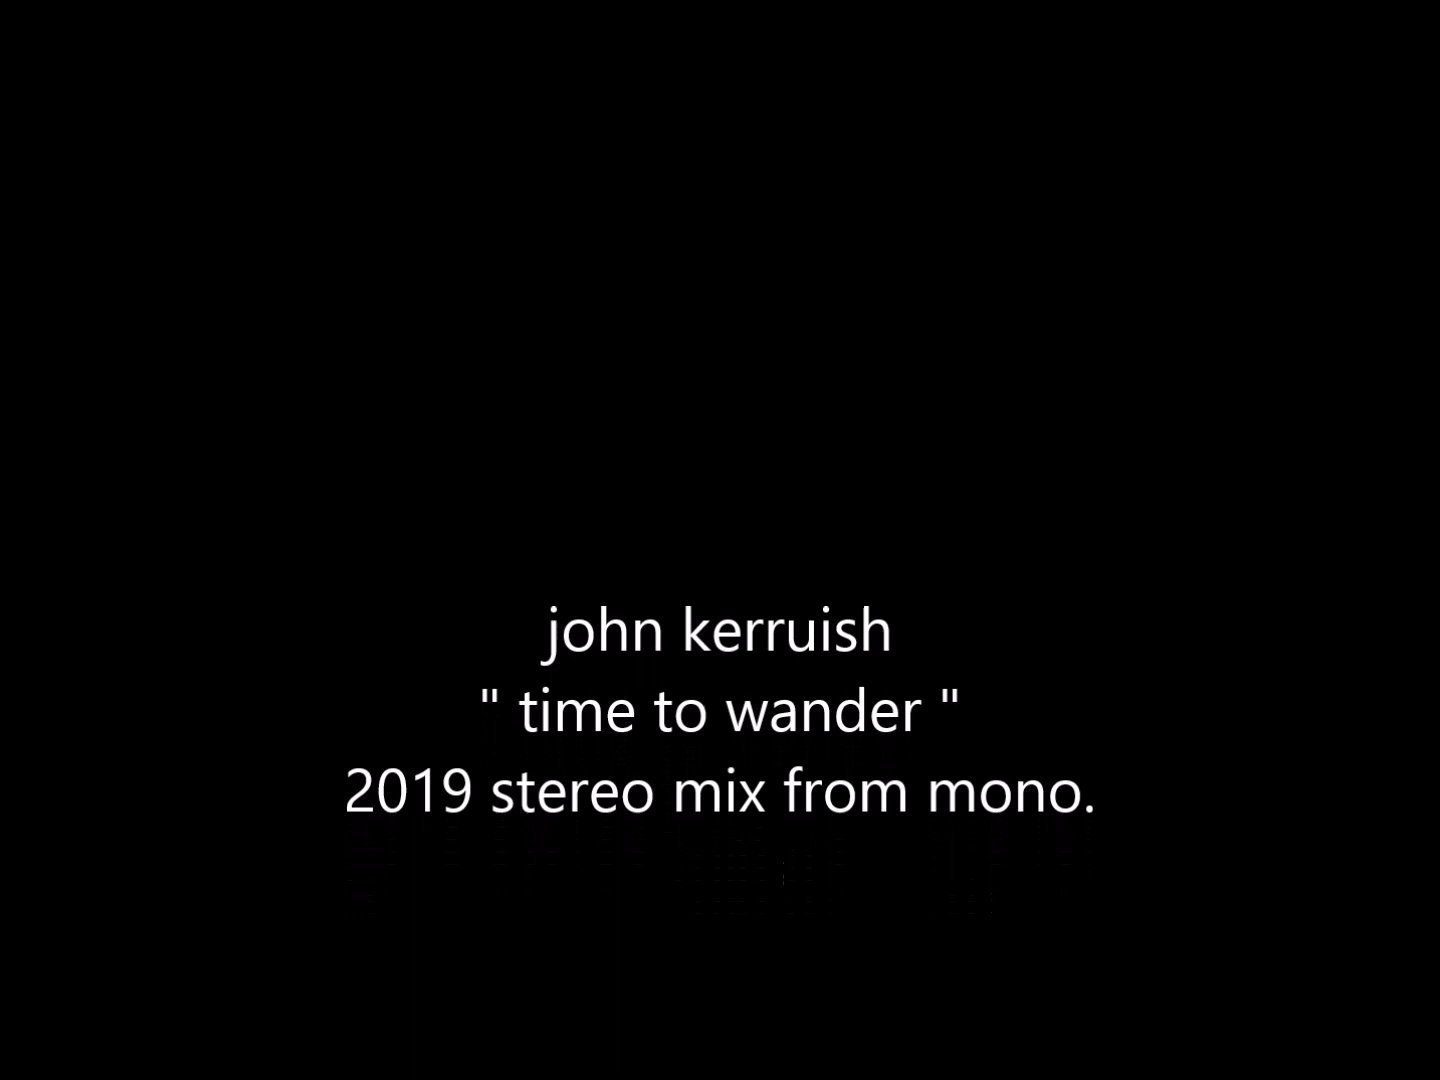 john kerruish
" time to wander "
2019 stereo mix from mono.